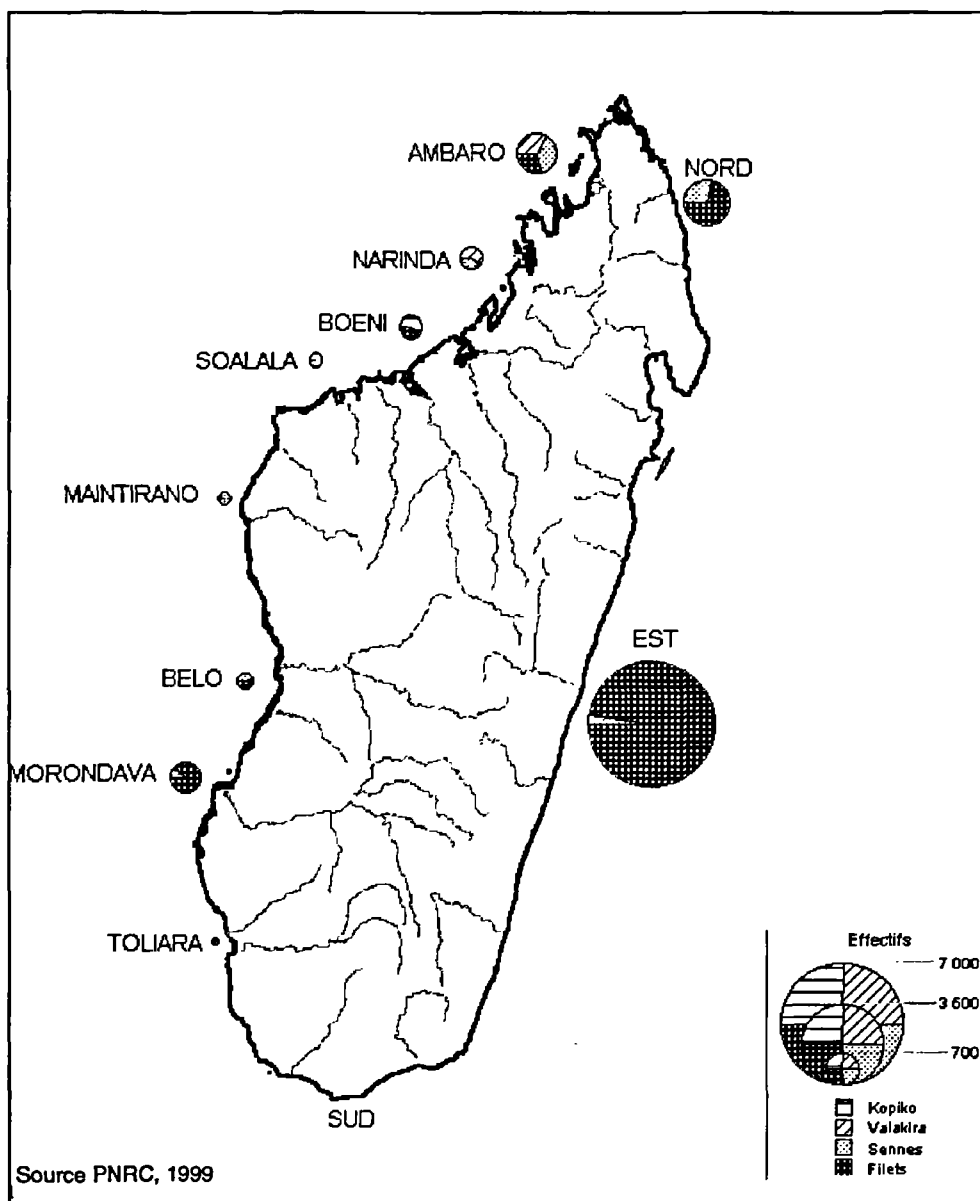 AMBARO
NORD
NARINDA
BOENI
SOALALA
MAINTIRANO
EST
BELO
MORONDAVA
TOLIARA
SUD
Effectifs
7 000
3 600
700
Kopiko
Valakira
Sennes
Filets
Source PNRC, 1999